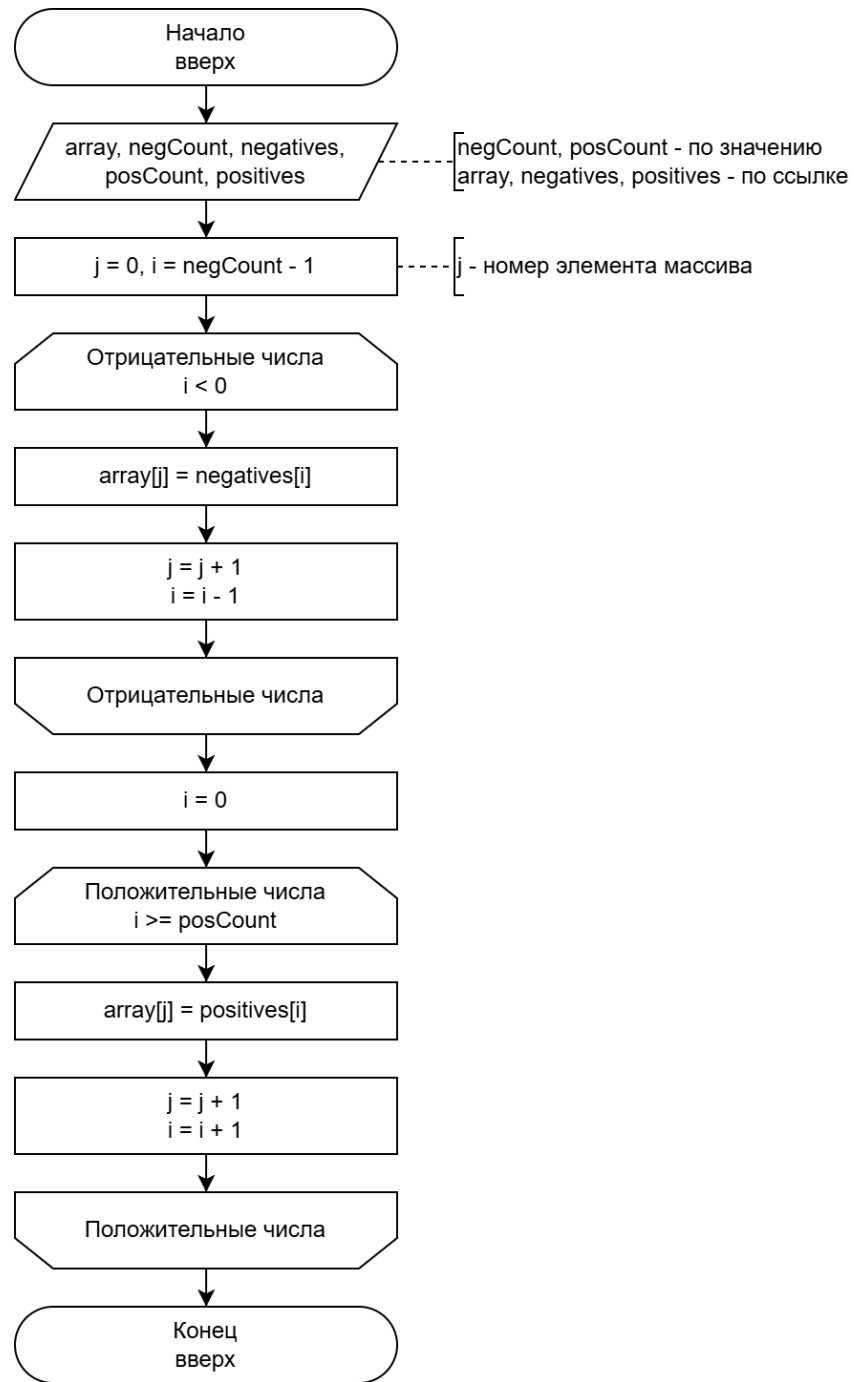 Начало
вверх
array, negCount, negatives,
posCount, positives
negCount, posCount - по значению
array, negatives, positives - по ссылке
j = 0, i = negCount - 1
j - номер элемента массива
Отрицательные числа
i < 0
array[j] = negatives[i]
j = j + 1
i = i - 1
Отрицательные числа
i = 0
Положительные числа
i >= posCount
array[j] = positives[i]
j = j + 1
i = i + 1
Положительные числа
Конец
вверх